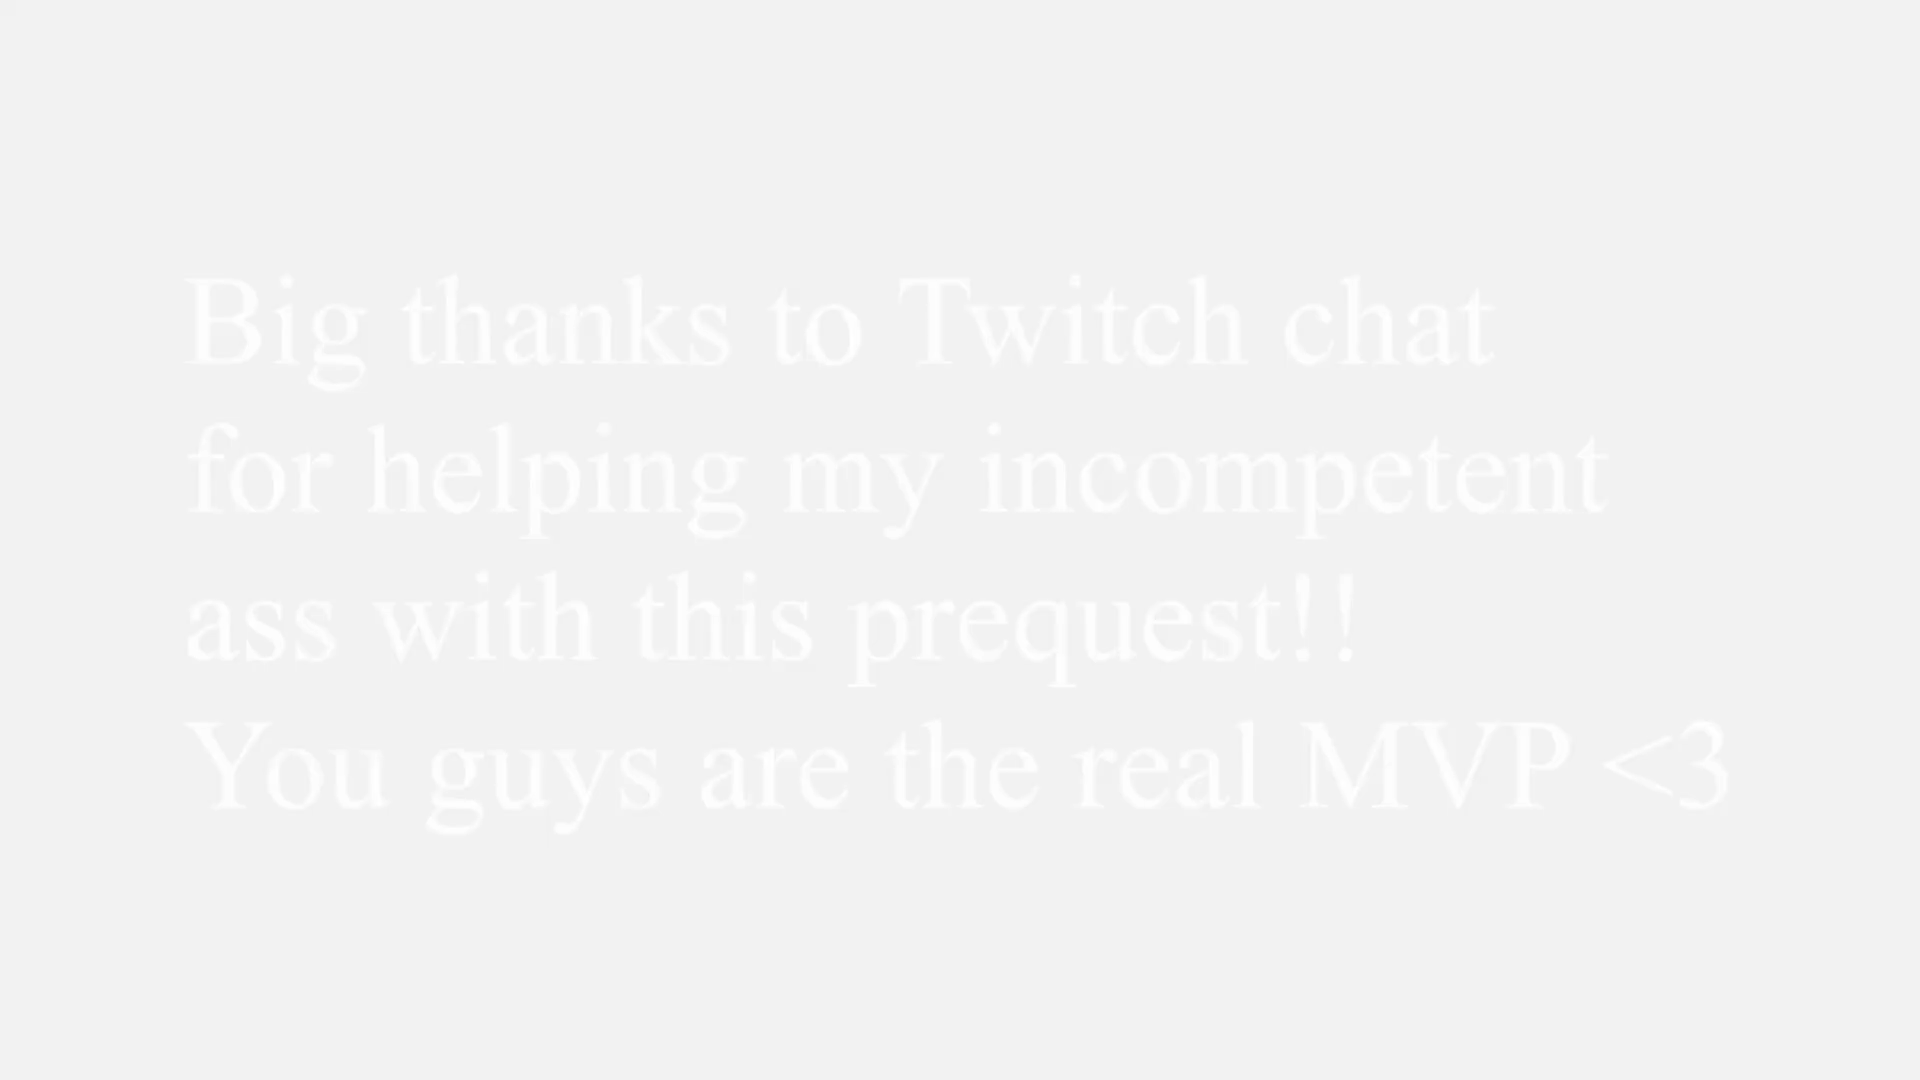 Big thanks to Twitch chat
for helping my incompetent
ass with this prequest!!
You guys are the real MVP <3